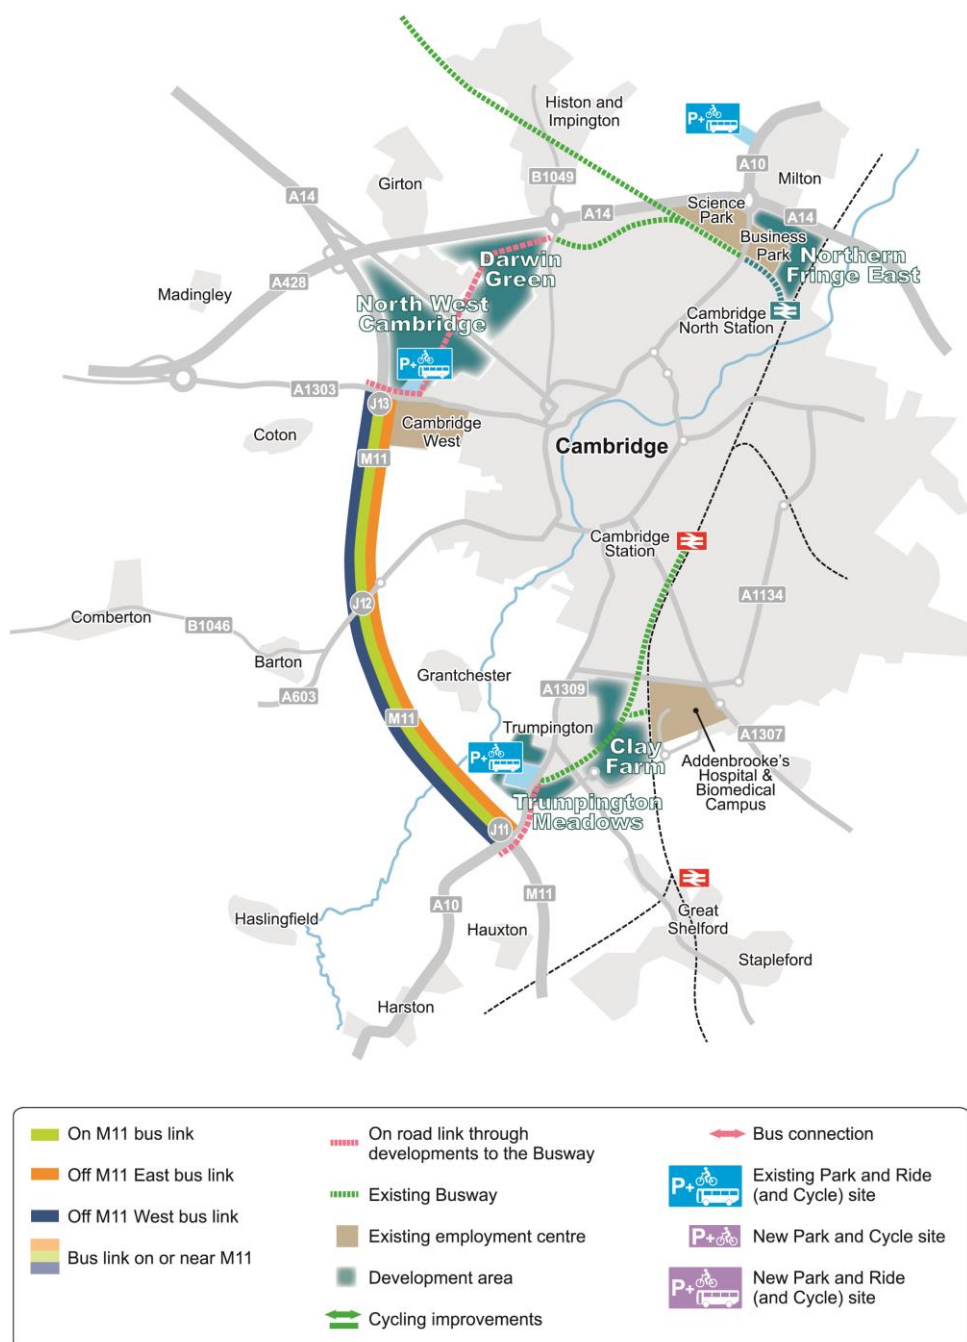 Histon and
Impington
P+
A10
Milton
B1049
Girton
A14
A14
Science
Park
A14
Business
Park
Northern
Fringe East
Darwin
Green
A428
Madingley
North West
Cambridge
Cambridge
North Station
P+
A1303
J13
Cambridge
West
Coton
M11
Cambridge
Cambridge
Station
J12
A1134
Comberton
B1046
Barton
Grantchester
A603
M11
A1309
Trumpington
A1307
P+
Clay
Farm
Addenbrooke's
Hospital &
Biomedical
Campus
Trumpington
Meadows
J11
A10
M11
Haslingfield
Hauxton
Great
Shelford
Stapleford
Harston
On M11 bus link
Off M11 East bus link
Off M11 West bus link
Bus link on or near M11
On road link through
developments to the Busway
Existing Busway
Existing employment centre
Development area
Cycling improvements
Bus connection
P+
Existing Park and Ride
(and Cycle) site
P+
New Park and Cycle site
P+
New Park and Ride
(and Cycle) site